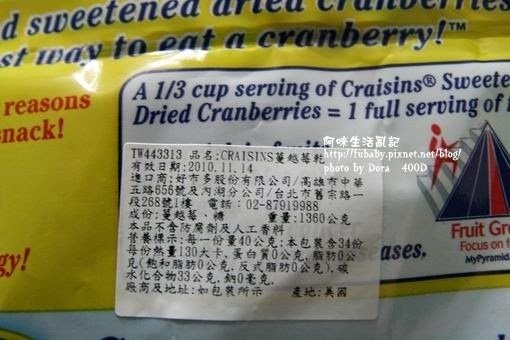 d sweetened dried cranberries
st way to eat a cranberry!™
reasons
snack!
A 1/3 cup serving of Craisins® Sweete
Dried Cranberries = 1 full serving of f
阿咪生活亂記
http://tubaby.pixnet.net/blog/
photo by Dora 400D
TW443313 品名:CRAISINS蔓越莓乾
有效日期:2010.11.14
進口商:好市多股份有限公司/高雄市中華
五路656號及內湖分公司/台北市舊宗路一
段268號1樓 電話:02-87919988
成份:蔓越莓、糖 重量:1360公克
本品不含防腐劑及人工香料
營養標示:每一份量40公克:本包裝含34份
每份熱量130大卡,蛋白質0公克,脂肪0公
克(飽和脂肪0公克,反式脂肪0公克),碳
水化合物33公克,鈉0毫克.
廠商及地址:如包裝所示 產地:美國
eases.
gy!
Fruit Gro
Focus on f
MyPyramid.